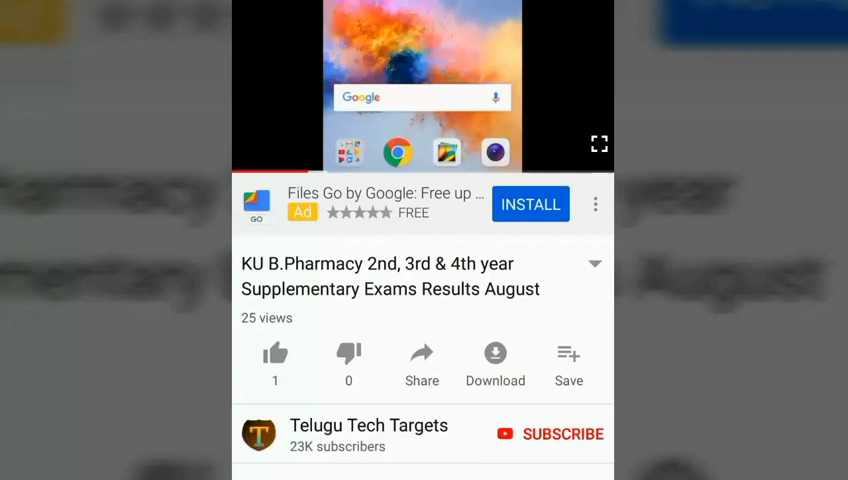 Google
GO
Files Go by Google: Free up ...
Ad
FREE
INSTALL
KU B.Pharmacy 2nd, 3rd & 4th year
Supplementary Exams Results August
25 views
1
0
Share
Download
Save
T
Telugu Tech Targets
23K subscribers
SUBSCRIBE